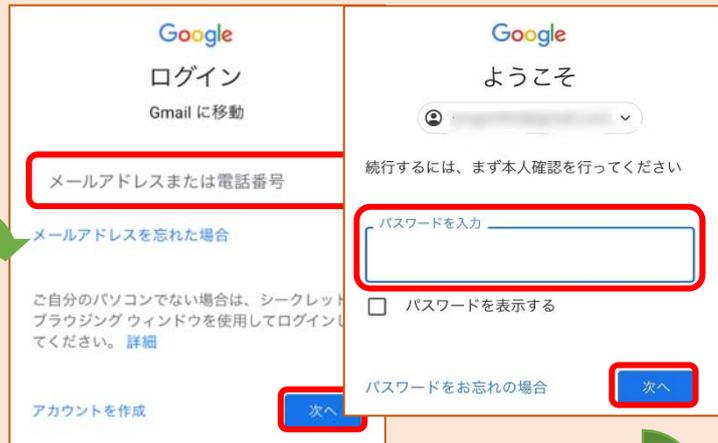 Google
ログイン
Gmail に移動
メールアドレスまたは電話番号
メールアドレスを忘れた場合
ご自分のパソコンでない場合は、シークレット
ブラウジング ウィンドウを使用してログインし
てください。 詳細
アカウントを作成
次へ
Google
ようこそ
続行するには、まず本人確認を行ってください
パスワードを入力
パスワードを表示する
パスワードをお忘れの場合
次へ